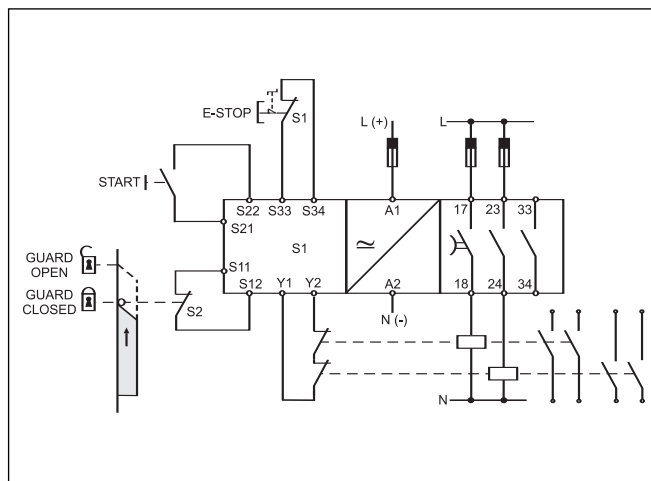 E-STOP
S1
L (+)
L
START
S22
S33
S34
A1
17
23
33
S21
S1
≃
GUARD
OPEN
S11
GUARD
CLOSED
S2
S12
Y1
Y2
A2
18
24
34
N (-)
N